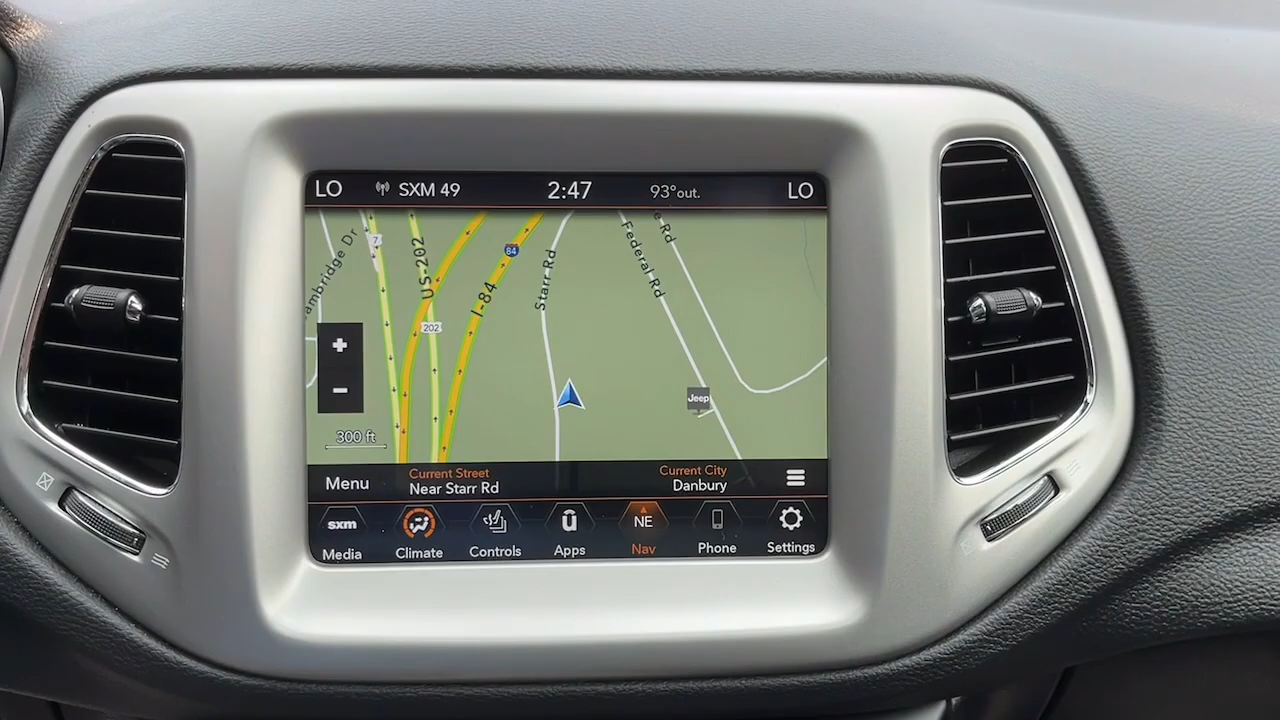 LO SXM 49 2:47 93°out. LO
ambridge Dr
7
US-202
202
I-84
84
Starr Rd
Federal Rd
e Rd
Jeep
+
-
300 ft
Menu
Current Street
Near Starr Rd
Current City
Danbury
sxm
Media
Climate
Controls
ū
Apps
NE
Nav
Phone
Settings